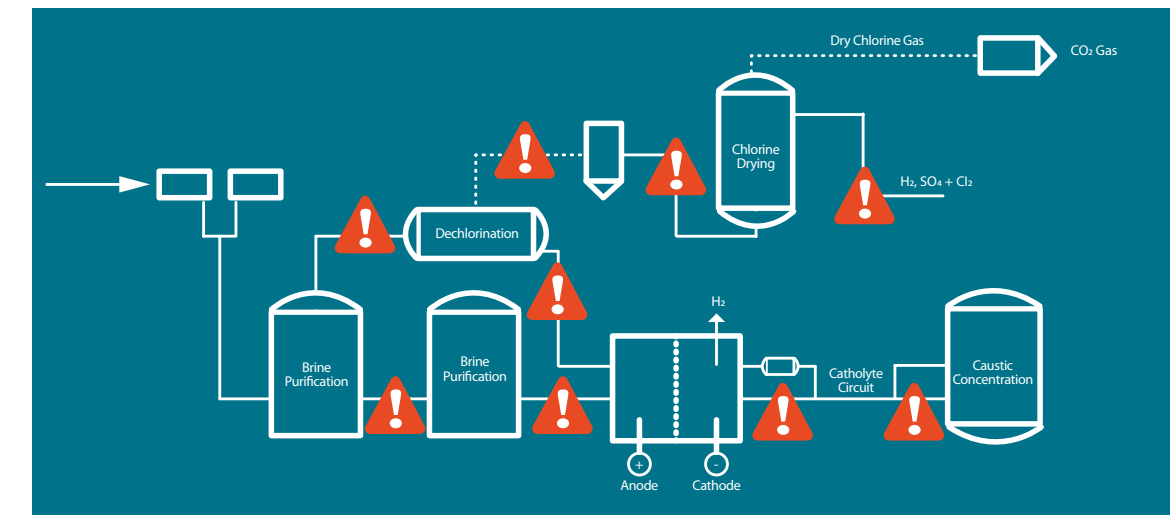 Dry Chlorine Gas
CO₂ Gas
Chlorine
Drying
H₂, SO₄ + Cl₂
Dechlorination
H₂
Brine
Purification
Brine
Purification
Catholyte
Circuit
Caustic
Concentration
+
-
Anode
Cathode